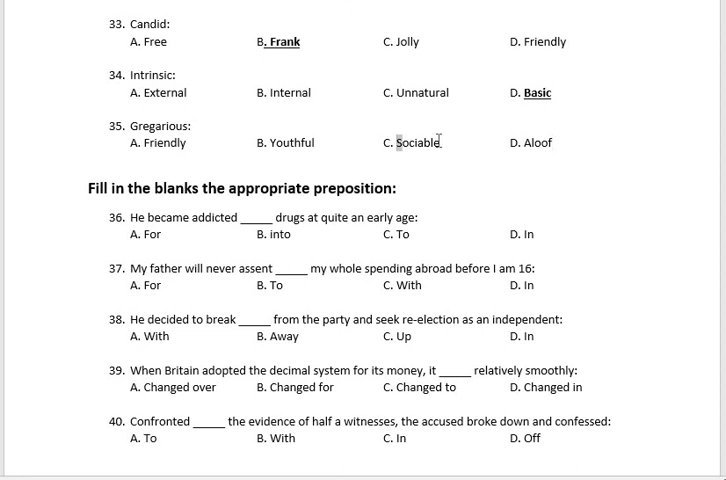 33. Candid:
A. Free B. Frank C. Jolly D. Friendly
34. Intrinsic:
A. External B. Internal C. Unnatural D. Basic
35. Gregarious:
A. Friendly B. Youthful C. Sociable D. Aloof
Fill in the blanks the appropriate preposition:
36. He became addicted _____ drugs at quite an early age:
A. For B. into C. To D. In
37. My father will never assent _____ my whole spending abroad before I am 16:
A. For B. To C. With D. In
38. He decided to break _____ from the party and seek re-election as an independent:
A. With B. Away C. Up D. In
39. When Britain adopted the decimal system for its money, it _____ relatively smoothly:
A. Changed over B. Changed for C. Changed to D. Changed in
40. Confronted _____ the evidence of half a witnesses, the accused broke down and confessed:
A. To B. With C. In D. Off